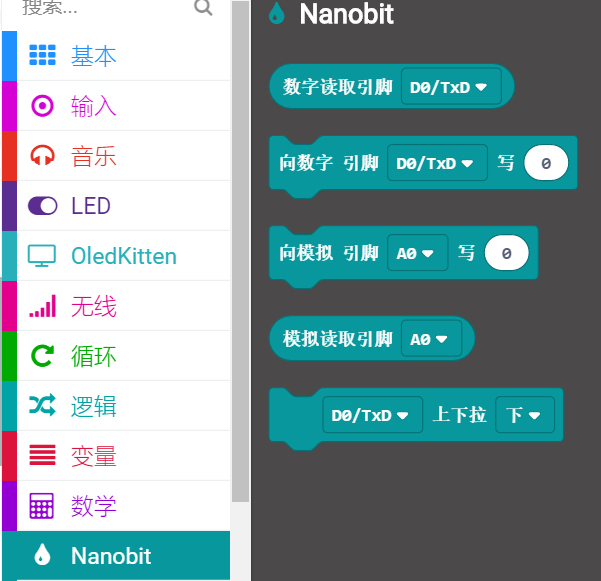 搜索...
基本
输入
音乐
LED
OledKitten
无线
循环
逻辑
变量
数学
Nanobit
Nanobit
数字读取引脚 D0/TxD
向数字 引脚 D0/TxD 写 0
向模拟 引脚 A0 写 0
模拟读取引脚 A0
D0/TxD 上下拉 下